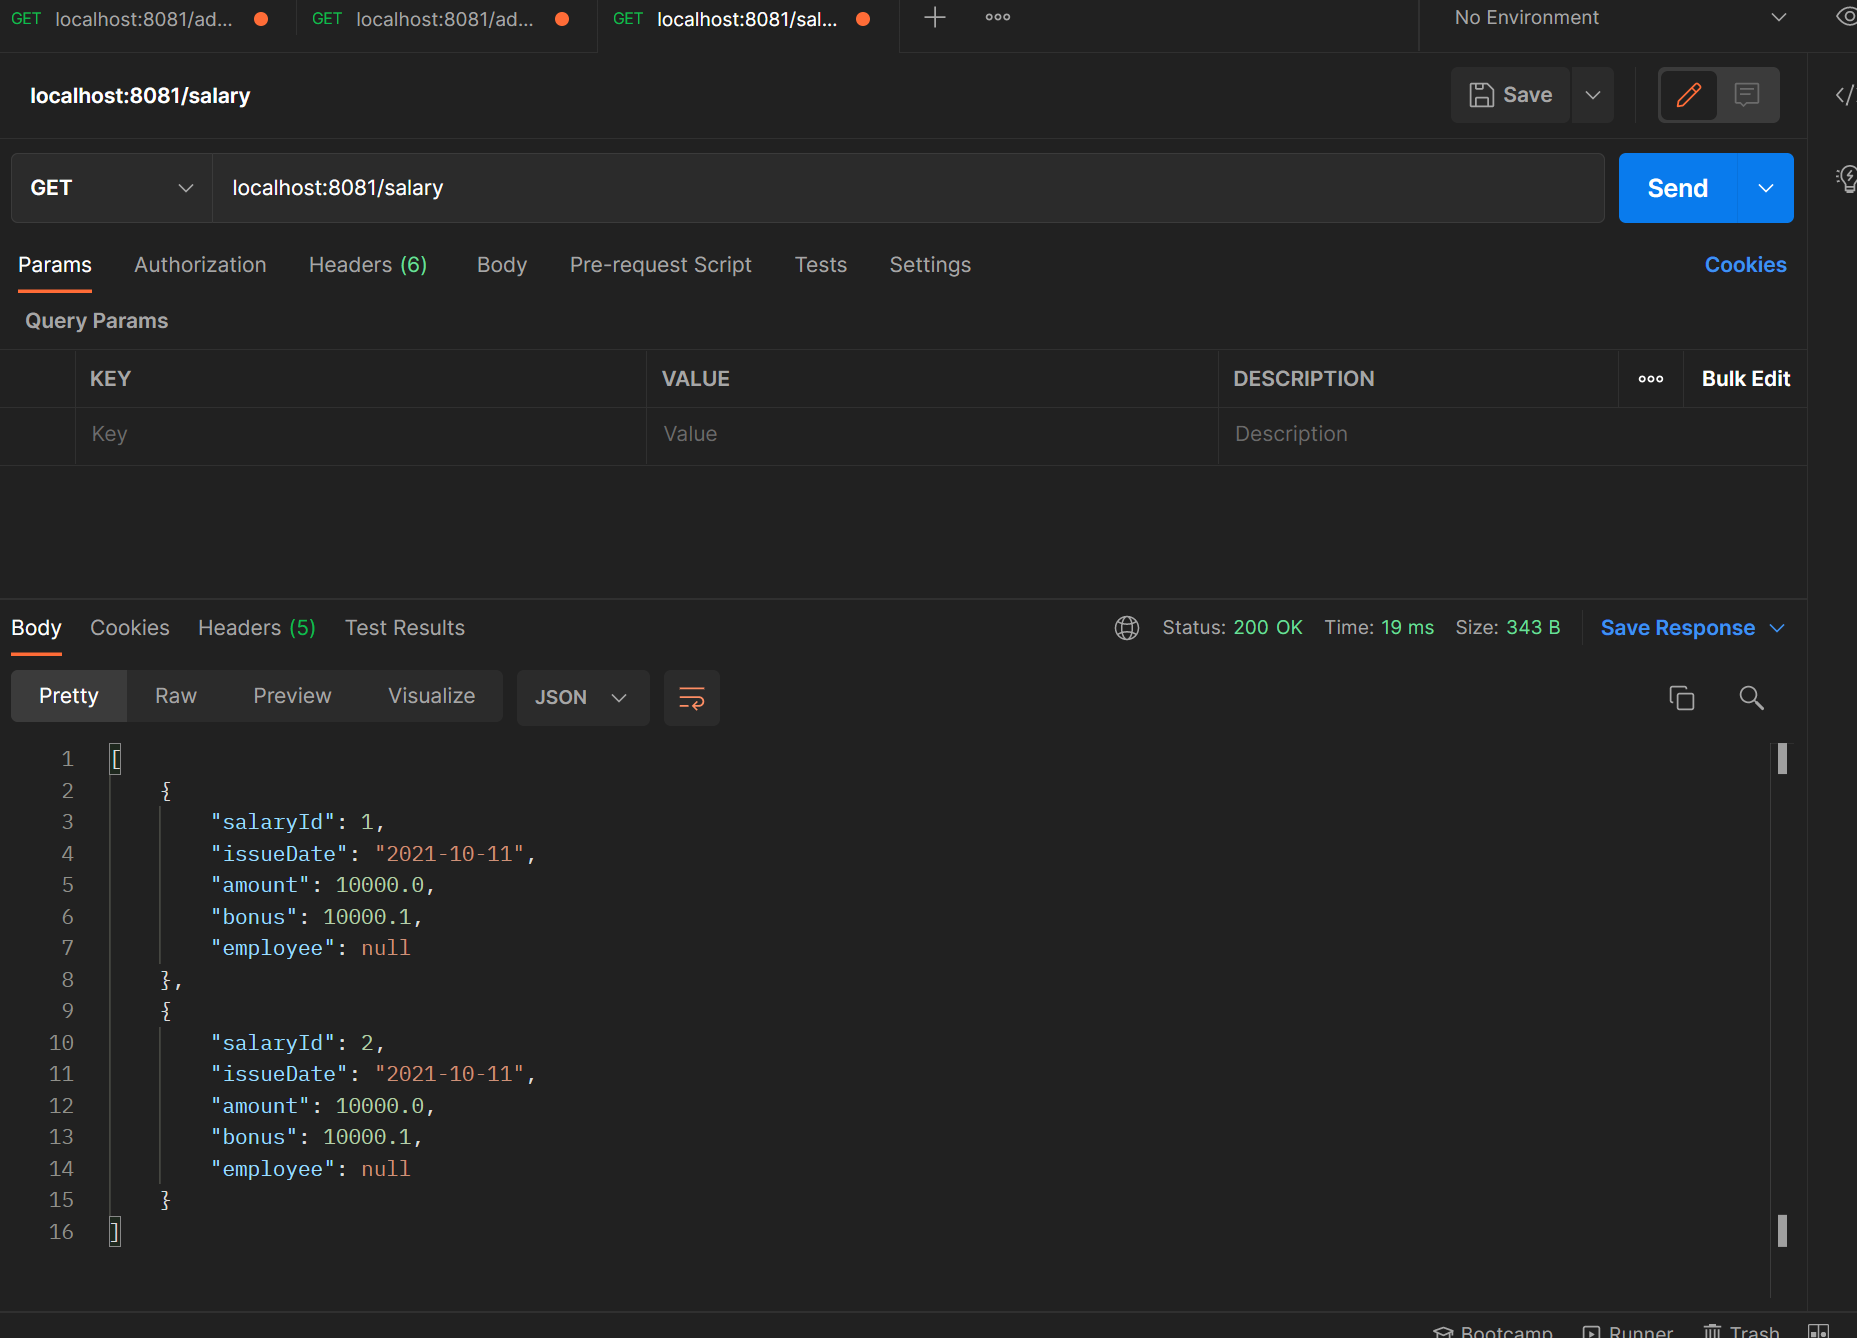 GET localhost:8081/ad... GET localhost:8081/ad... GET localhost:8081/sal... No Environment
localhost:8081/salary Save
GET localhost:8081/salary Send
Params Authorization Headers (6) Body Pre-request Script Tests Settings Cookies
Query Params
KEY VALUE DESCRIPTION Bulk Edit
Key Value Description
Body Cookies Headers (5) Test Results Status: 200 OK Time: 19 ms Size: 343 B Save Response
Pretty Raw Preview Visualize JSON
1 [
2 {
3 "salaryId": 1,
4 "issueDate": "2021-10-11",
5 "amount": 10000.0,
6 "bonus": 10000.1,
7 "employee": null
8 },
9 {
10 "salaryId": 2,
11 "issueDate": "2021-10-11",
12 "amount": 10000.0,
13 "bonus": 10000.1,
14 "employee": null
15 }
16 ]
Bootcamp Runner Trash